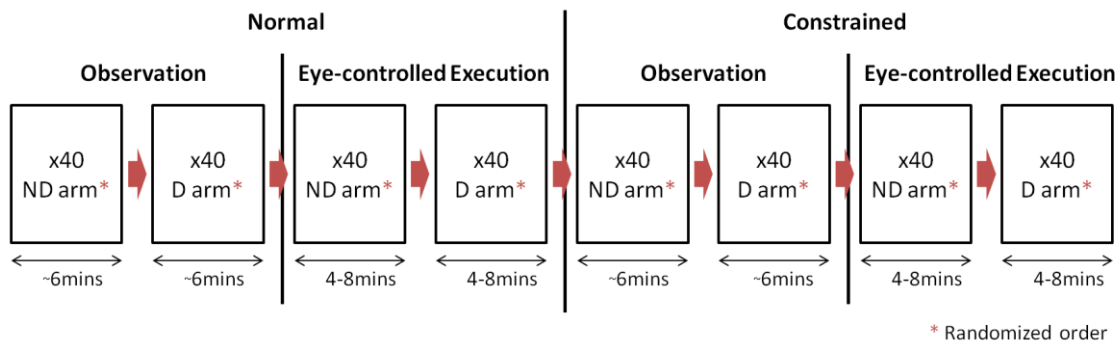 Normal Constrained
Observation Eye-controlled Execution Observation Eye-controlled Execution
x40 x40 x40 x40 x40 x40 x40 x40
ND arm* D arm* ND arm* D arm* ND arm* D arm* ND arm* D arm*
~6mins ~6mins 4-8mins 4-8mins ~6mins ~6mins 4-8mins 4-8mins
* Randomized order